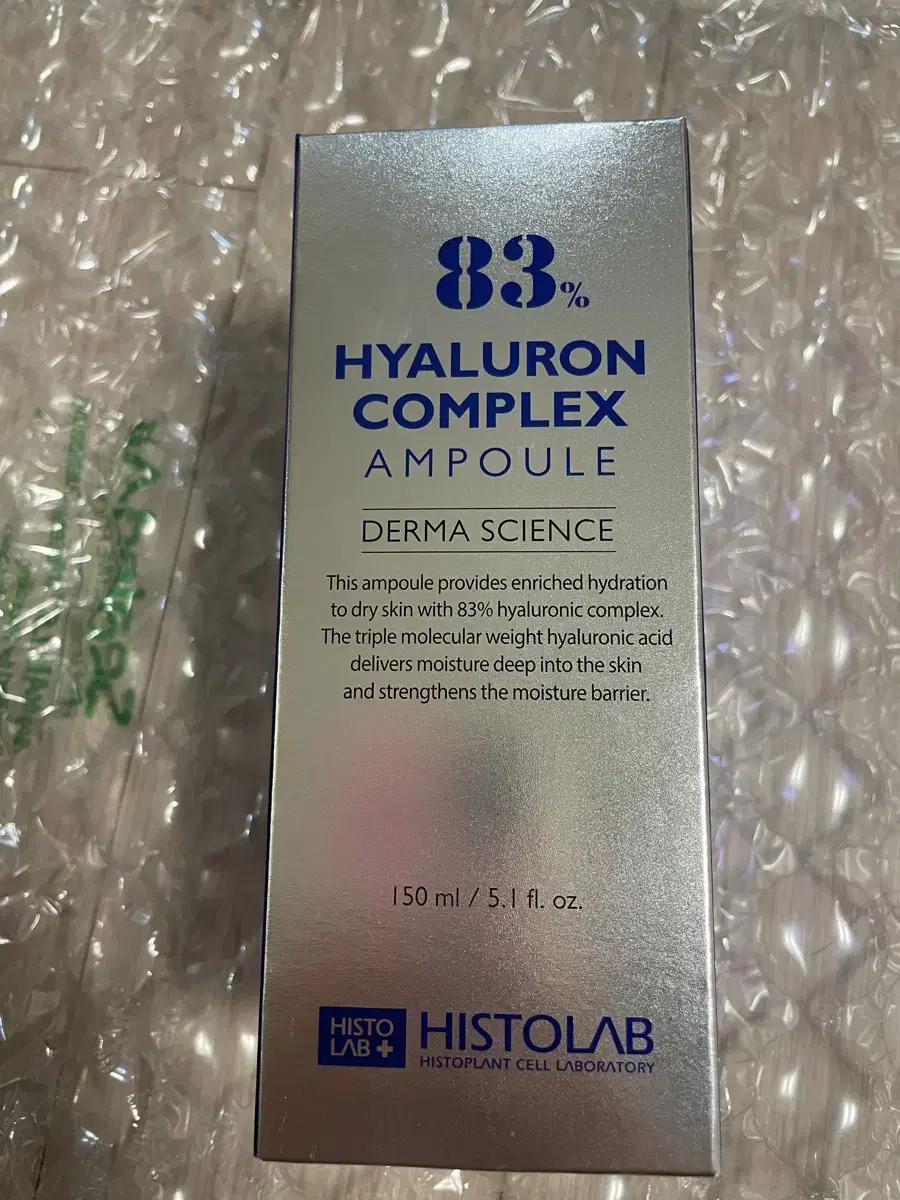 83%
HYALURON
COMPLEX
AMPOULE
DERMA SCIENCE
This ampoule provides enriched hydration
to dry skin with 83% hyaluronic complex.
The triple molecular weight hyaluronic acid
delivers moisture deep into the skin
and strengthens the moisture barrier.
150 ml / 5.1 fl. oz.
HISTO
LAB+
HISTOLAB
HISTOPLANT CELL LABORATORY